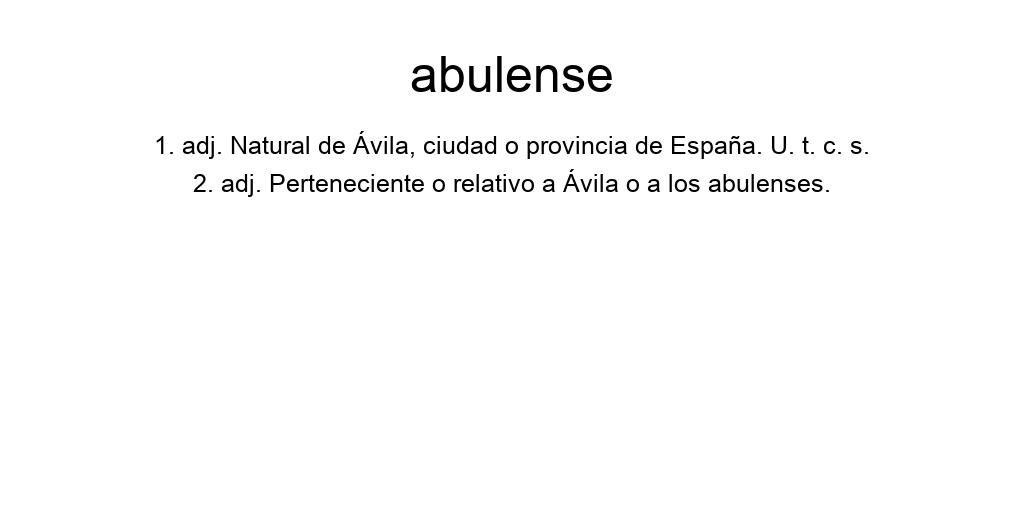 abulense
1. adj. Natural de Ávila, ciudad o provincia de España. U. t. c. s.
2. adj. Perteneciente o relativo a Ávila o a los abulenses.